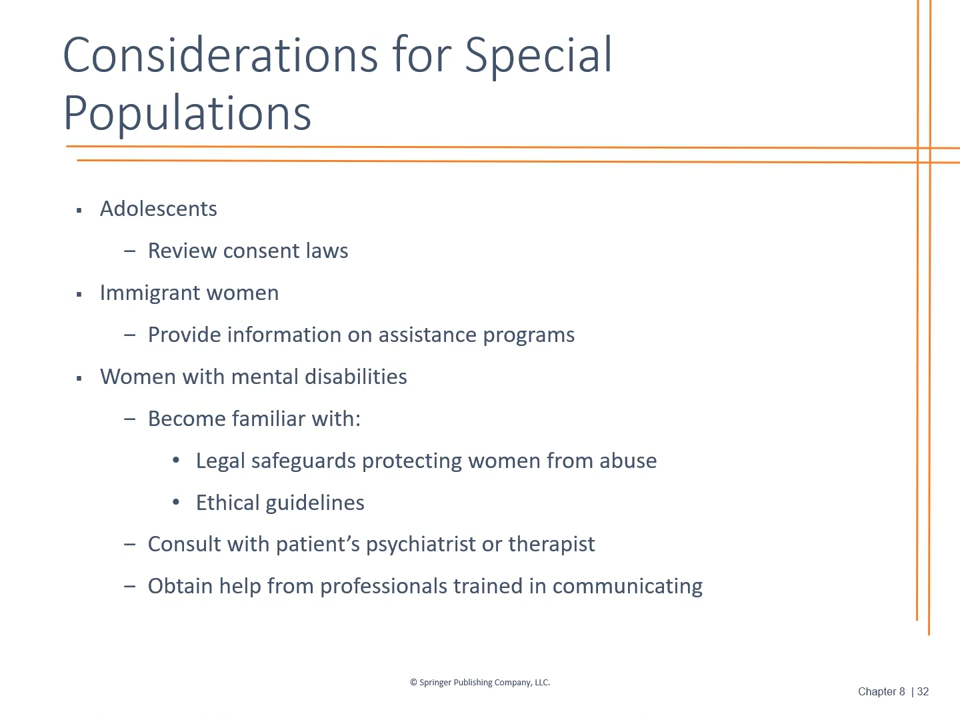 Considerations for Special
Populations
▪ Adolescents
– Review consent laws
▪ Immigrant women
– Provide information on assistance programs
▪ Women with mental disabilities
– Become familiar with:
• Legal safeguards protecting women from abuse
• Ethical guidelines
– Consult with patient’s psychiatrist or therapist
– Obtain help from professionals trained in communicating
© Springer Publishing Company, LLC.
Chapter 8 | 32